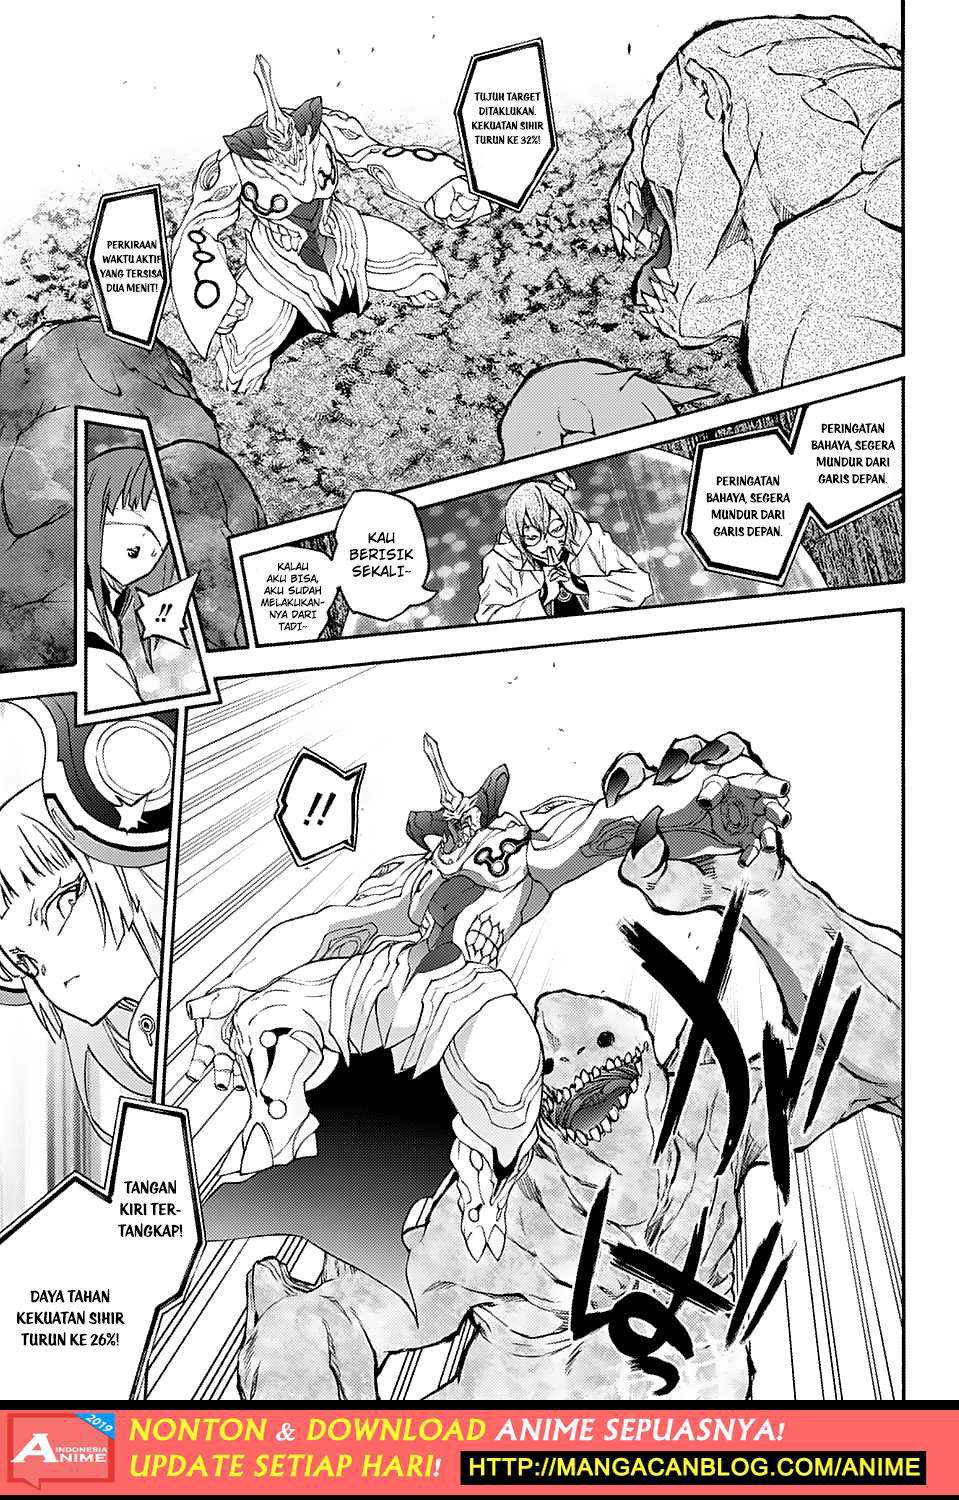 TUJUH TARGET
DITAKLUKAN.
KEKUATAN SIHIR
TURUN KE 32%!
PERKIRAAN
WAKTU AKTIF
YANG TERSISA
DUA MENIT!
PERINGATAN
BAHAYA, SEGERA
MUNDUR DARI
GARIS DEPAN.
PERINGATAN
BAHAYA, SEGERA
MUNDUR DARI
GARIS DEPAN.
KAU
BERISIK
SEKALI~
KALAU
AKU BISA,
AKU SUDAH
MELAKUKAN-
NYA DARI
TADI~
!!
!!
TANGAN
KIRI TER-
TANGKAP!
DAYA TAHAN
KEKUATAN SIHIR
TURUN KE 26%!
2019
INDONESIA
ANIME
NONTON & DOWNLOAD ANIME SEPUASNYA!
UPDATE SETIAP HARI!
HTTP://MANGACANBLOG.COM/ANIME